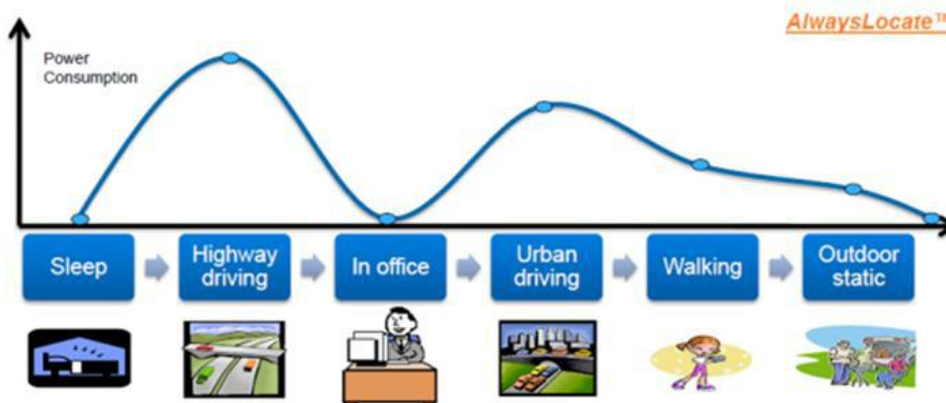 AlwaysLocate™
Power
Consumption
Sleep
Highway
driving
In office
Urban
driving
Walking
Outdoor
static